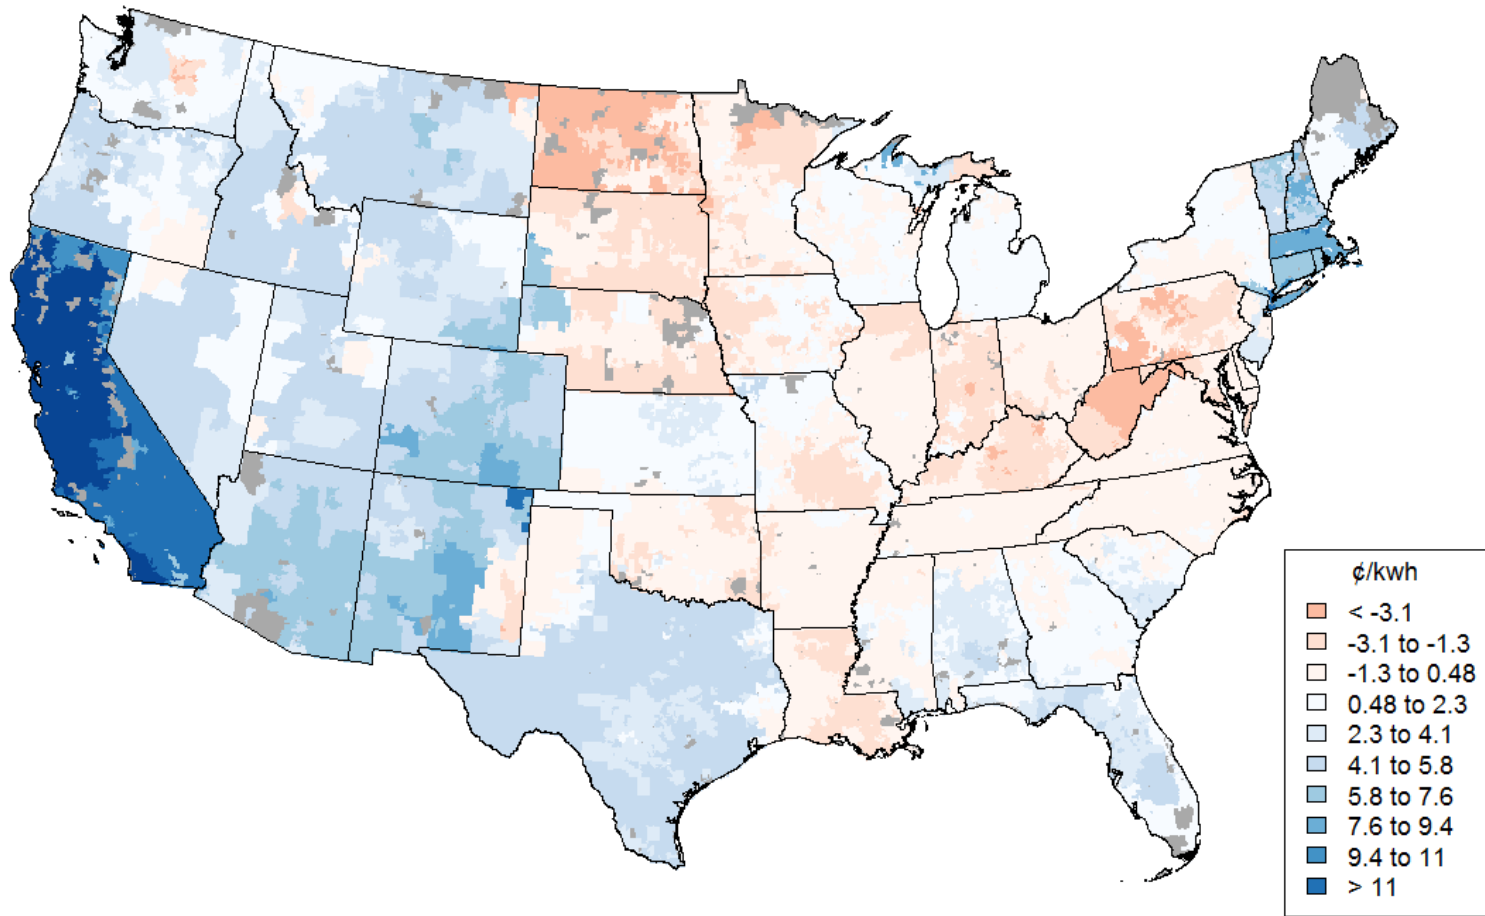 ¢/kwh
< -3.1
-3.1 to -1.3
-1.3 to 0.48
0.48 to 2.3
2.3 to 4.1
4.1 to 5.8
5.8 to 7.6
7.6 to 9.4
9.4 to 11
> 11